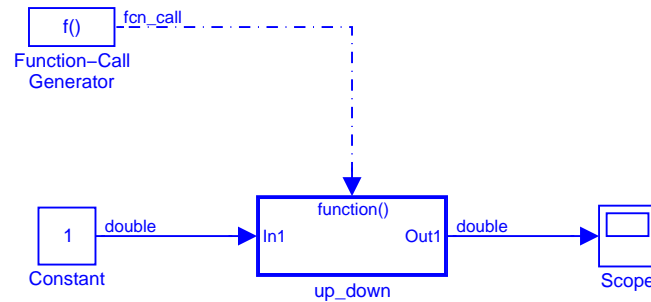 f()
fcn_call
Function−Call
Generator
function()
1
double
In1
Out1
double
Constant
up_down
Scope